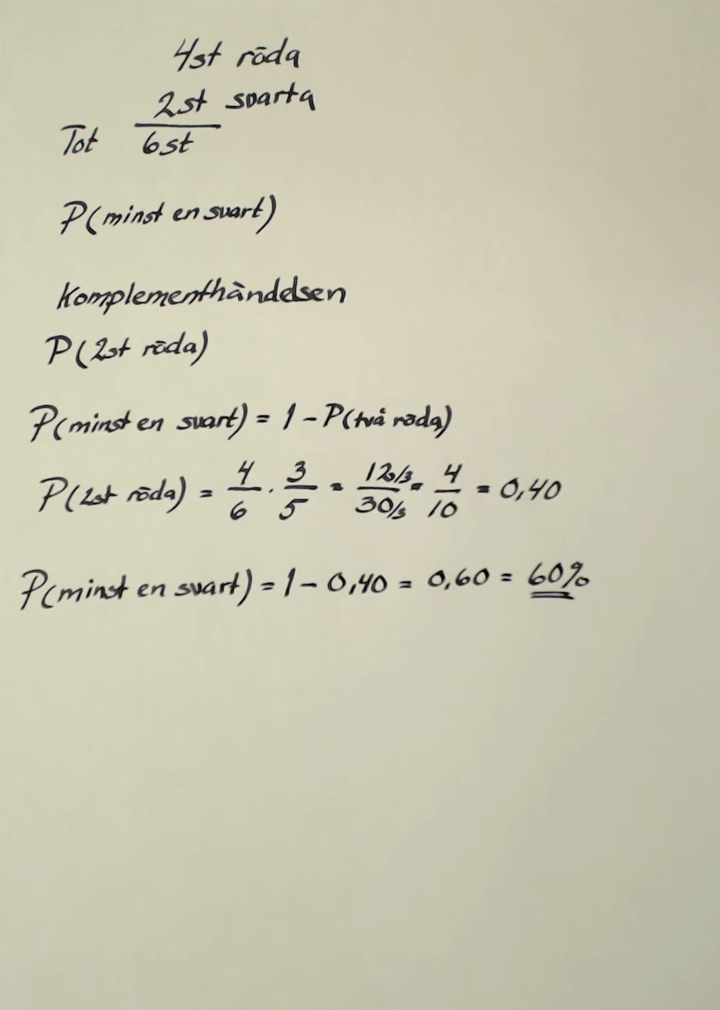 4st röda
2st svarta
Tot 6st
P(minst en svart)
Komplementhändelsen
P(2st röda)
P(minst en svart) = 1 - P(två röda)
P(2st röda) = 4/6 · 3/5 = 12/3 / 30/3 = 4/10 = 0,40
P(minst en svart) = 1 - 0,40 = 0,60 = 60%